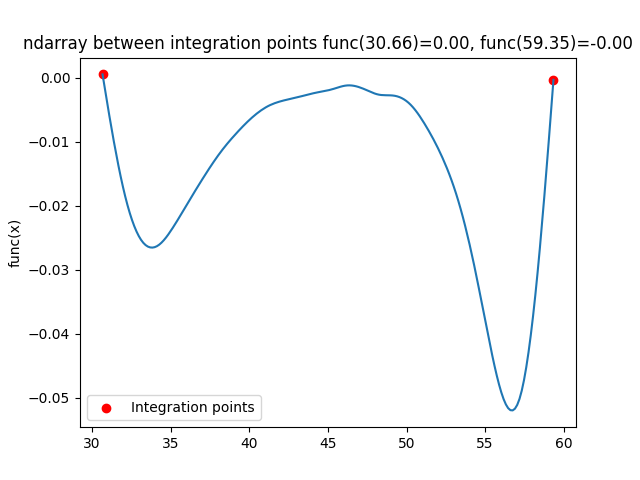 ndarray between integration points func(30.66)=0.00, func(59.35)=-0.00
0.00
−0.01
−0.02
−0.03
−0.04
−0.05
func(x)
Integration points
30 35 40 45 50 55 60